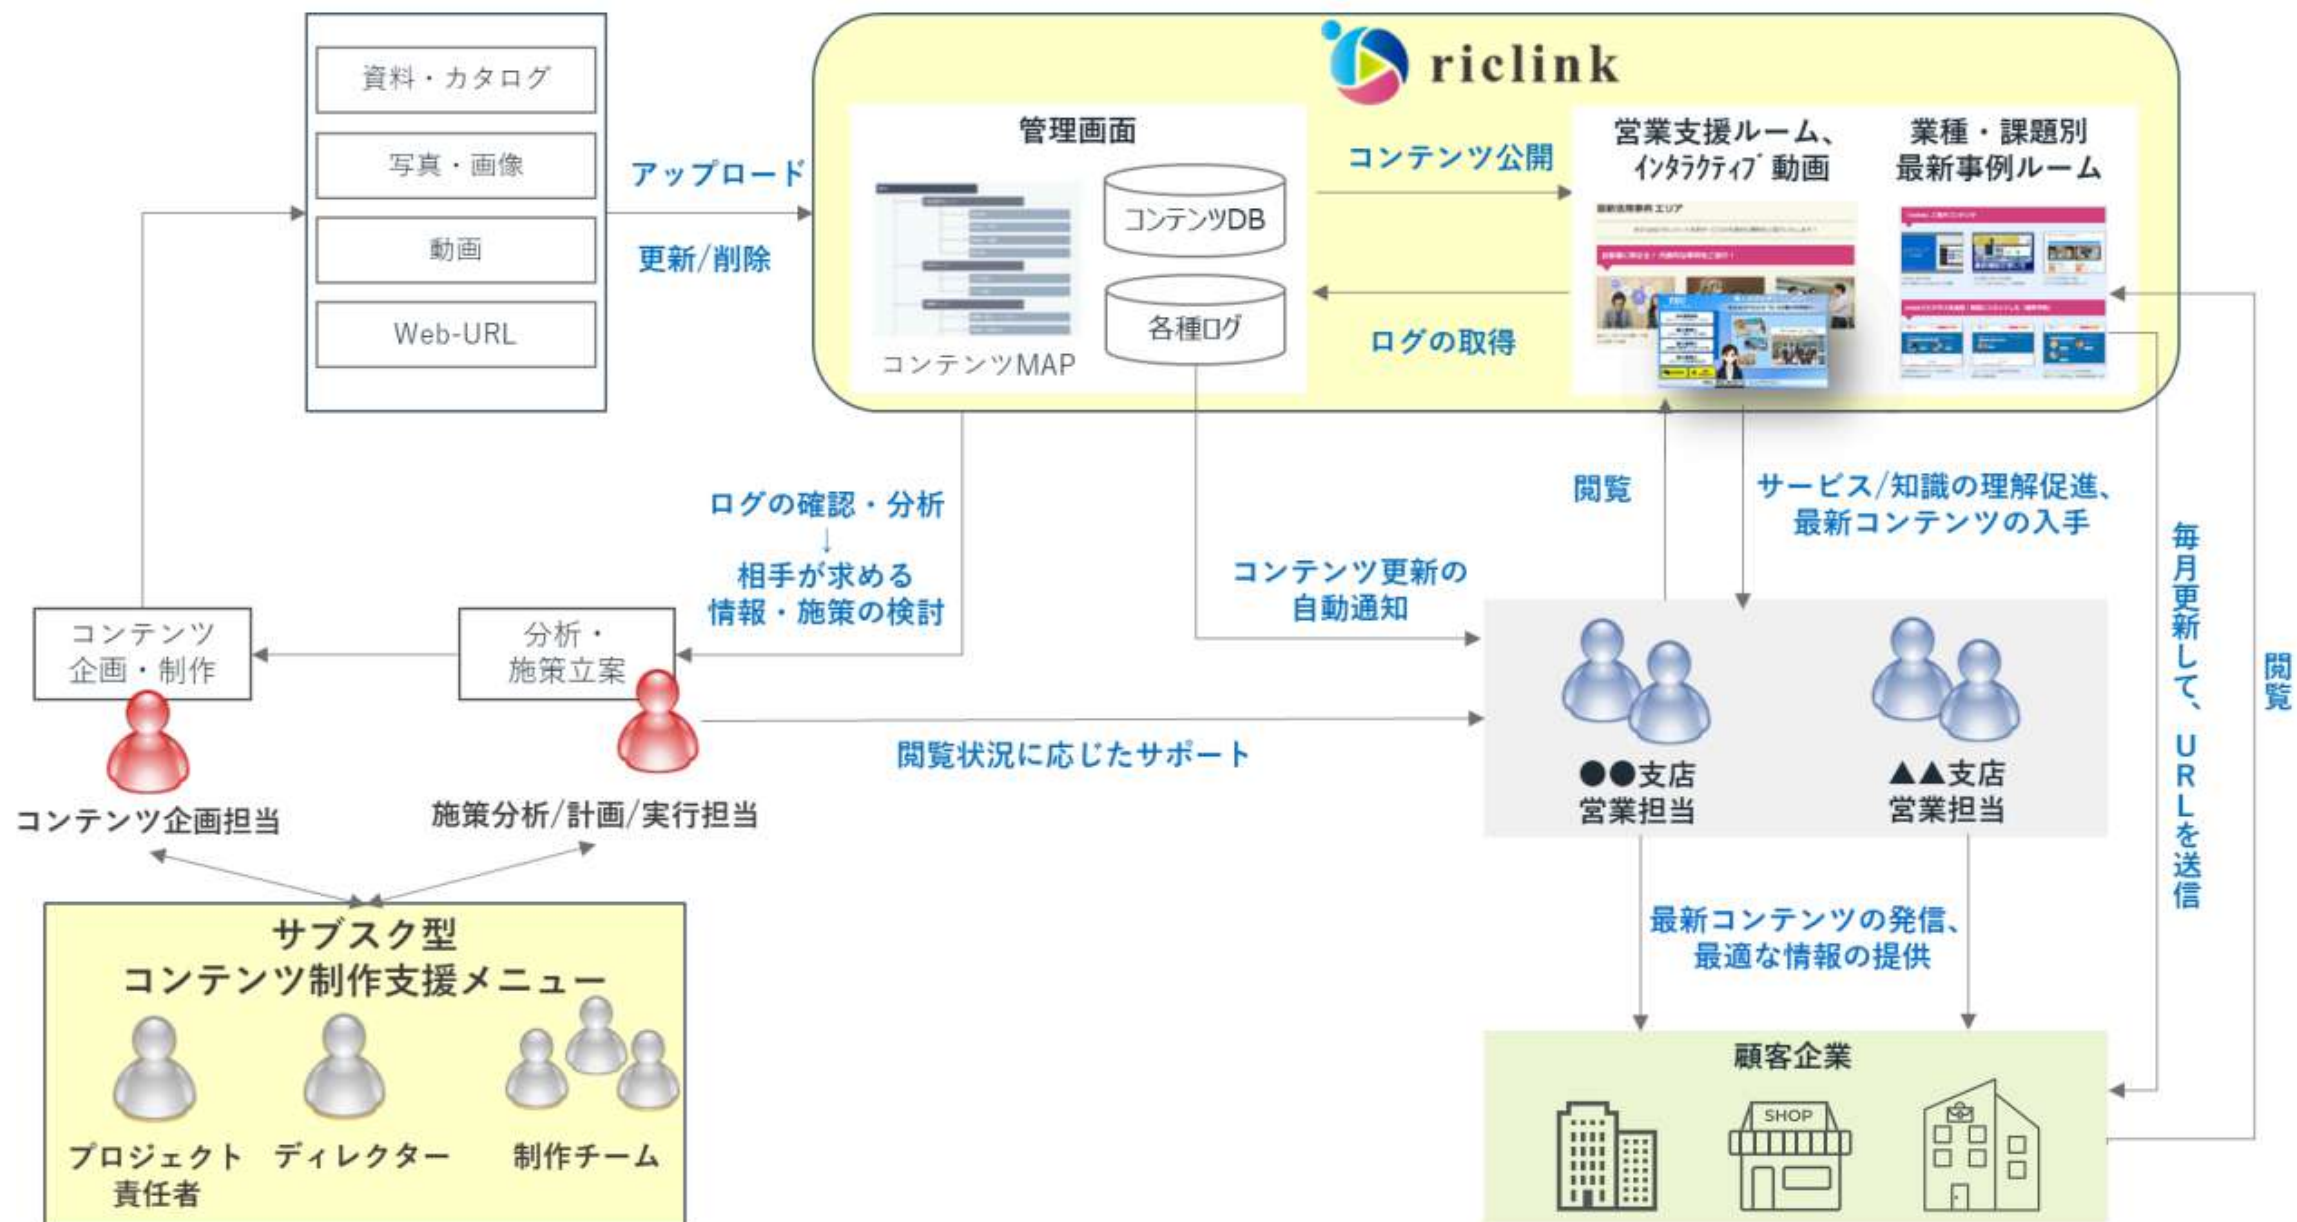 資料・カタログ
写真・画像
動画
Web-URL
アップロード
更新/削除
riclink
管理画面
コンテンツMAP
コンテンツDB
各種ログ
コンテンツ公開
ログの取得
営業支援ルーム、
ｲﾝﾀﾗｸﾃｨﾌﾞ動画
最新活用事例 エリア
業種・課題別
最新事例ルーム
ログの確認・分析
↓
相手が求める
情報・施策の検討
コンテンツ更新の
自動通知
閲覧
サービス/知識の理解促進、
最新コンテンツの入手
毎月更新して、URLを送信
閲覧
コンテンツ
企画・制作
分析・
施策立案
コンテンツ企画担当
施策分析/計画/実行担当
閲覧状況に応じたサポート
●●支店
営業担当
▲▲支店
営業担当
サブスク型
コンテンツ制作支援メニュー
プロジェクト
責任者
ディレクター
制作チーム
最新コンテンツの発信、
最適な情報の提供
顧客企業
SHOP